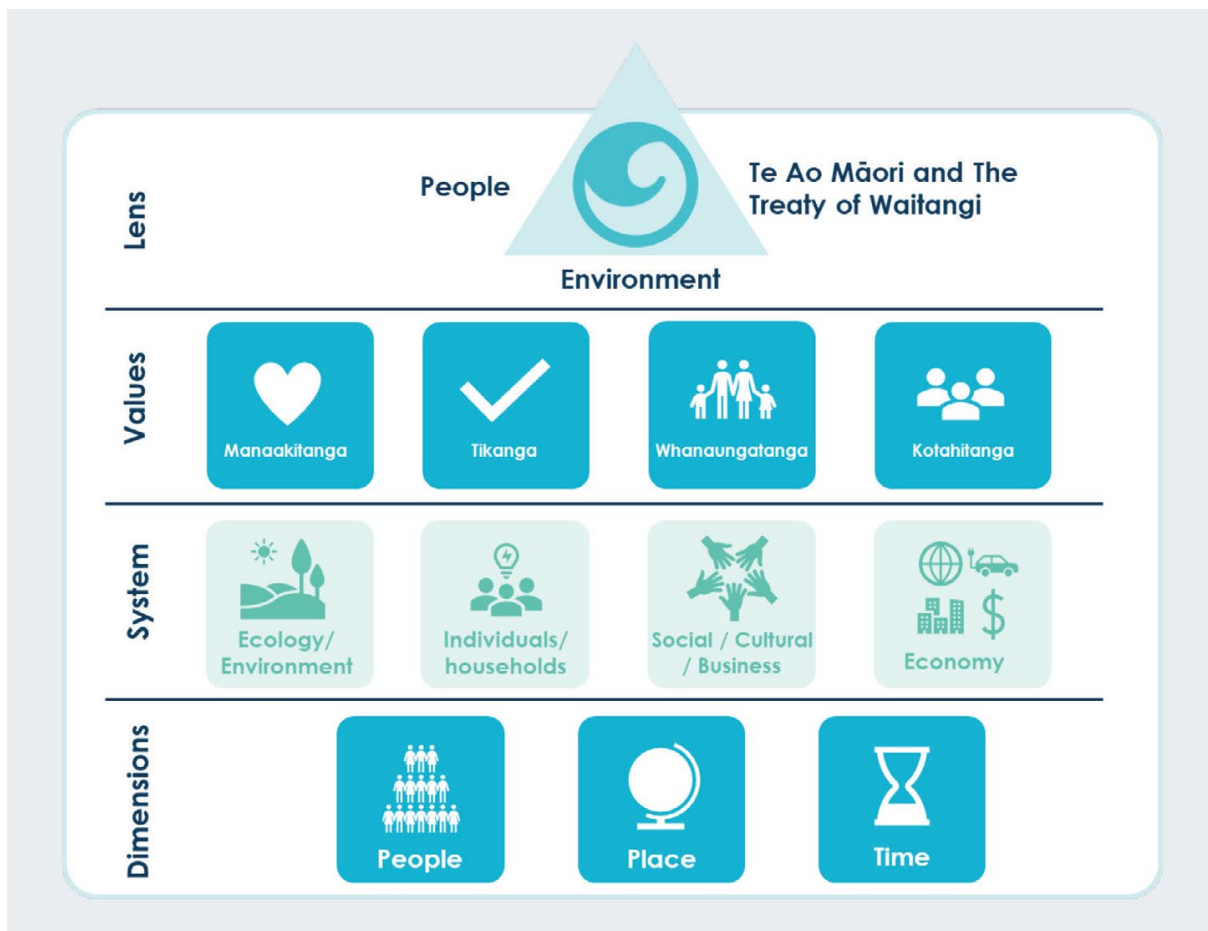 Lens
People
Te Ao Māori and The
Treaty of Waitangi
Environment
Values
Manaakitanga
Tikanga
Whanaungatanga
Kotahitanga
System
Ecology/
Environment
Individuals/
households
Social / Cultural
/ Business
Economy
Dimensions
People
Place
Time